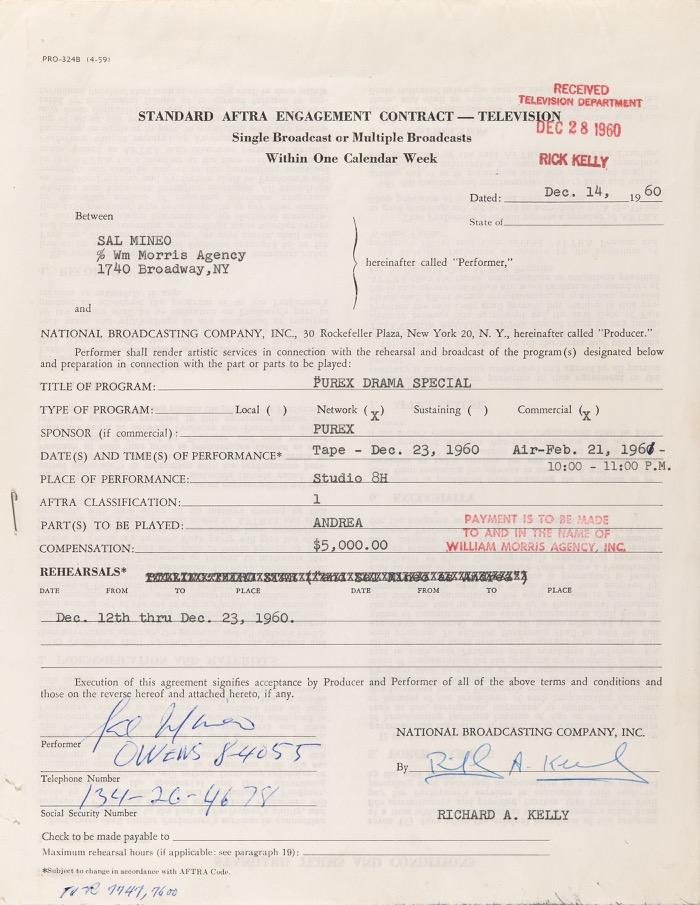 PRO-324B (4-59)
RECEIVED
TELEVISION DEPARTMENT
DEC 28 1960
RICK KELLY
STANDARD AFTRA ENGAGEMENT CONTRACT — TELEVISION
Single Broadcast or Multiple Broadcasts
Within One Calendar Week
Dated: Dec. 14, 1960
State of
Between
SAL MINEO
% Wm Morris Agency
1740 Broadway,NY
hereinafter called "Performer,"
and
NATIONAL BROADCASTING COMPANY, INC., 30 Rockefeller Plaza, New York 20, N. Y., hereinafter called "Producer."
Performer shall render artistic services in connection with the rehearsal and broadcast of the program(s) designated below
and preparation in connection with the part or parts to be played:
TITLE OF PROGRAM: PUREX DRAMA SPECIAL
TYPE OF PROGRAM: Local ( ) Network (X) Sustaining ( ) Commercial (X)
SPONSOR (if commercial): PUREX
DATE(S) AND TIME(S) OF PERFORMANCE* Tape - Dec. 23, 1960 Air-Feb. 21, 1961 -
10:00 - 11:00 P.M.
PLACE OF PERFORMANCE: Studio 8H
AFTRA CLASSIFICATION: 1
PART(S) TO BE PLAYED: ANDREA
COMPENSATION: $5,000.00
PAYMENT IS TO BE MADE
TO AND IN THE NAME OF
WILLIAM MORRIS AGENCY, INC.
REHEARSALS*
DATE FROM TO PLACE DATE FROM TO PLACE
Dec. 12th thru Dec. 23, 1960.
Execution of this agreement signifies acceptance by Producer and Performer of all of the above terms and conditions and
those on the reverse hereof and attached hereto, if any.
Sal Mineo
Performer
OWENS 8-4055
Telephone Number
134-26-4678
Social Security Number
NATIONAL BROADCASTING COMPANY, INC.
By Richard A. Kelly
RICHARD A. KELLY
Check to be made payable to
Maximum rehearsal hours (if applicable: see paragraph 19):
*Subject to change in accordance with AFTRA Code.
7747, 7600